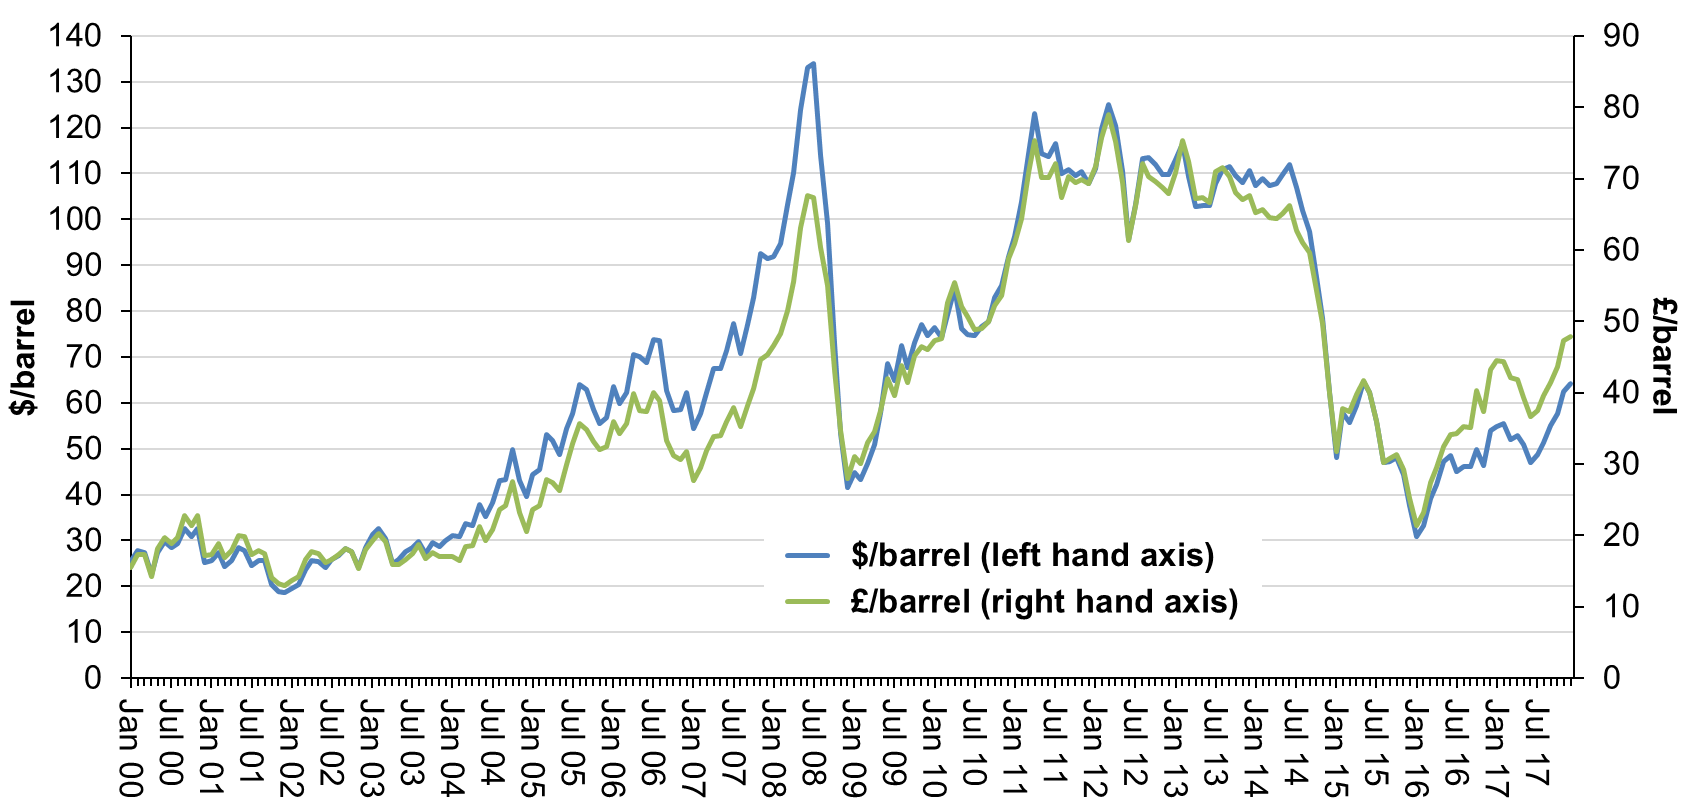 140
130
120
110
100
90
80
70
60
50
40
30
20
10
0
$/barrel
90
80
70
60
50
40
30
20
10
0
£/barrel
$/barrel (left hand axis)
£/barrel (right hand axis)
Jan 00
Jul 00
Jan 01
Jul 01
Jan 02
Jul 02
Jan 03
Jul 03
Jan 04
Jul 04
Jan 05
Jul 05
Jan 06
Jul 06
Jan 07
Jul 07
Jan 08
Jul 08
Jan 09
Jul 09
Jan 10
Jul 10
Jan 11
Jul 11
Jan 12
Jul 12
Jan 13
Jul 13
Jan 14
Jul 14
Jan 15
Jul 15
Jan 16
Jul 16
Jan 17
Jul 17